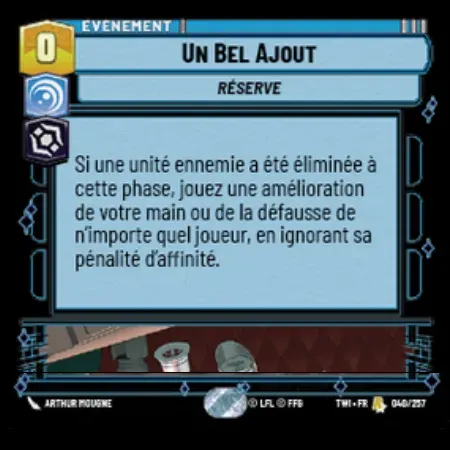 ÉVÉNEMENT
0
UN BEL AJOUT
RÉSERVE
Si une unité ennemie a été éliminée à
cette phase, jouez une amélioration
de votre main ou de la défausse de
n'importe quel joueur, en ignorant sa
pénalité d'affinité.
ARTHUR MOUGNE
© LFL © FFG
TWI • FR
040/257